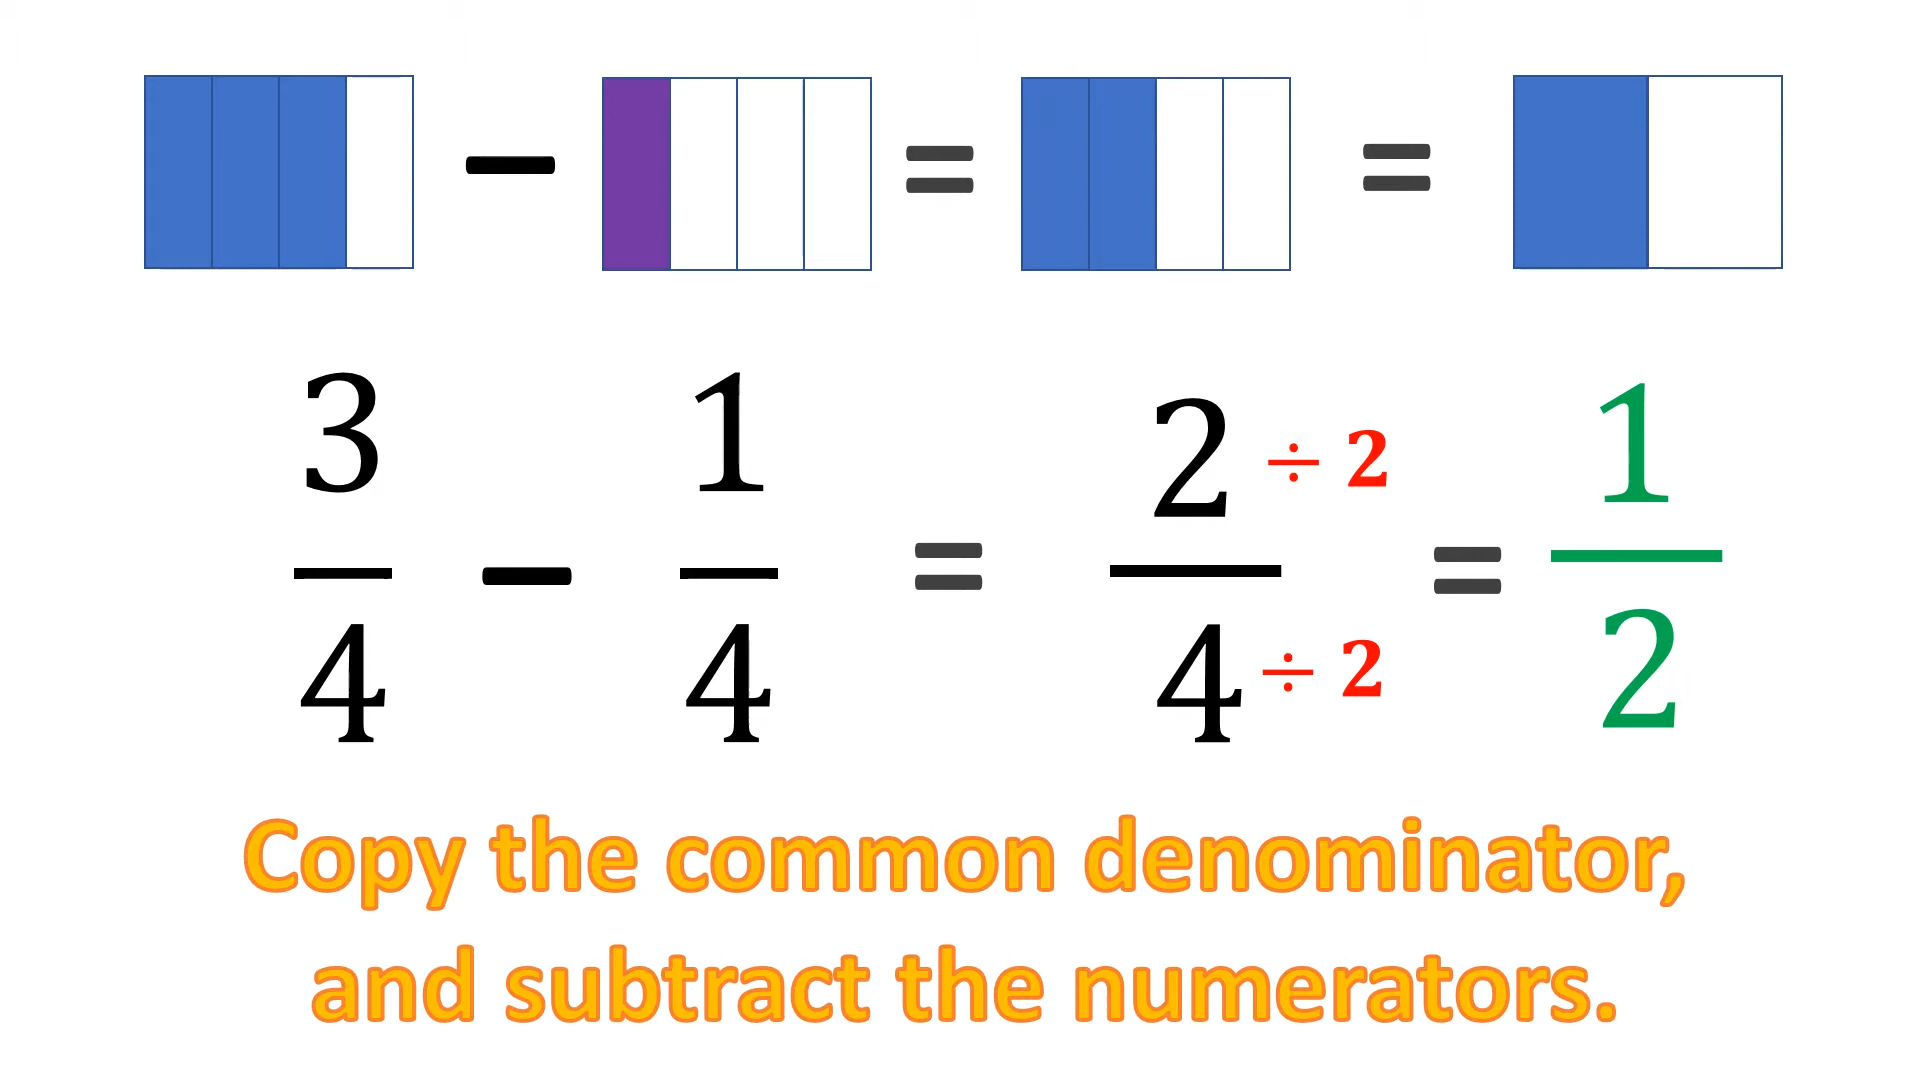 − = =
3/4 − 1/4 = 2 ÷ 2/4 ÷ 2 = 1/2
Copy the common denominator,
and subtract the numerators.